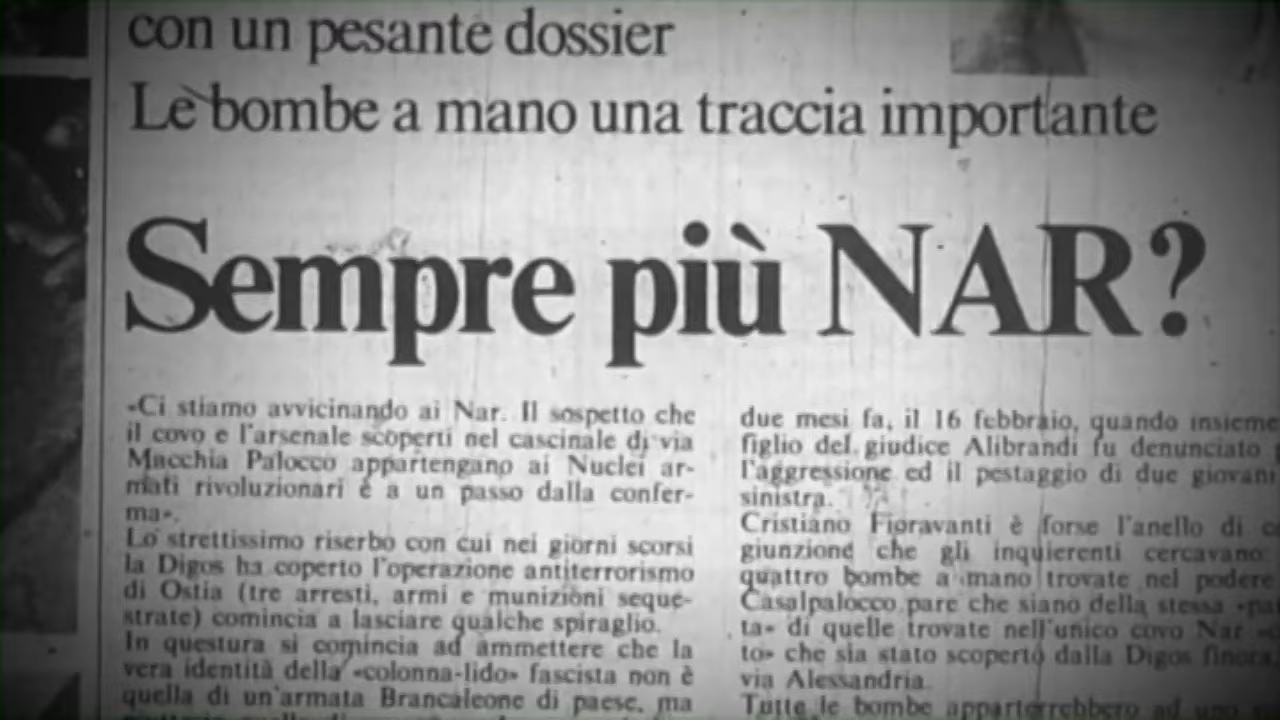 con un pesante dossier
Le bombe a mano una traccia importante
Sempre più NAR?
«Ci stiamo avvicinando ai Nar. Il sospetto che
il covo e l'arsenale scoperti nel cascinale di via
Macchia Palocco appartengano ai Nuclei ar-
mati rivoluzionari è a un passo dalla confer-
ma».
Lo strettissimo riserbo con cui nei giorni scorsi
la Digos ha coperto l'operazione antiterrorismo
di Ostia (tre arresti, armi e munizioni seque-
strate) comincia a lasciare qualche spiraglio.
In questura si comincia ad ammettere che la
vera identità della «colonna-lido» fascista non è
quella di un'armata Brancaleone di paese, ma
due mesi fa, il 16 febbraio, quando insieme
figlio del giudice Alibrandi fu denunciato
l'aggressione ed il pestaggio di due giovani
sinistra.
Cristiano Fioravanti è forse l'anello di
giunzione che gli inquirenti cercavano
quattro bombe a mano trovate nel podere
Casalpalocco pare che siano della stessa
ta» di quelle trovate nell'unico covo Nar
to» che sia stato scoperto dalla Digos finora
via Alessandria.
Tutte le bombe apparterrebbero ad uno